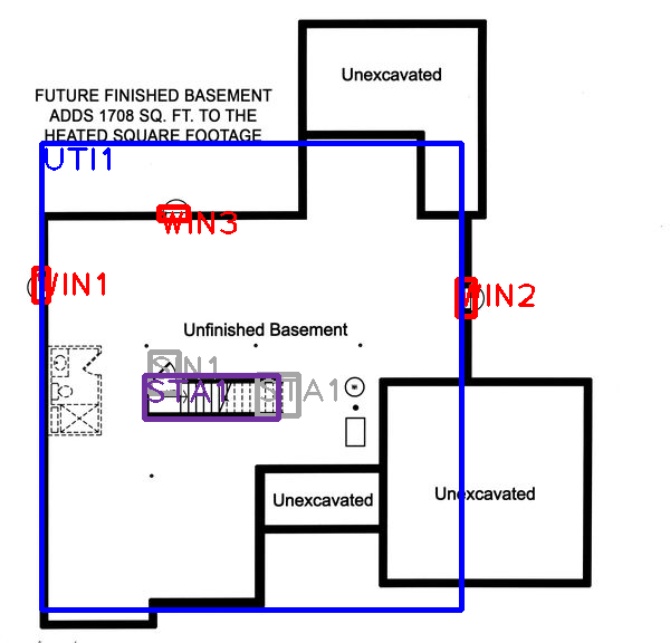 Unexcavated
FUTURE FINISHED BASEMENT
ADDS 1708 SQ. FT. TO THE
HEATED SQUARE FOOTAGE
UTI1
WIN3
WIN1
WIN2
Unfinished Basement
STA1
STA1
Unexcavated
Unexcavated